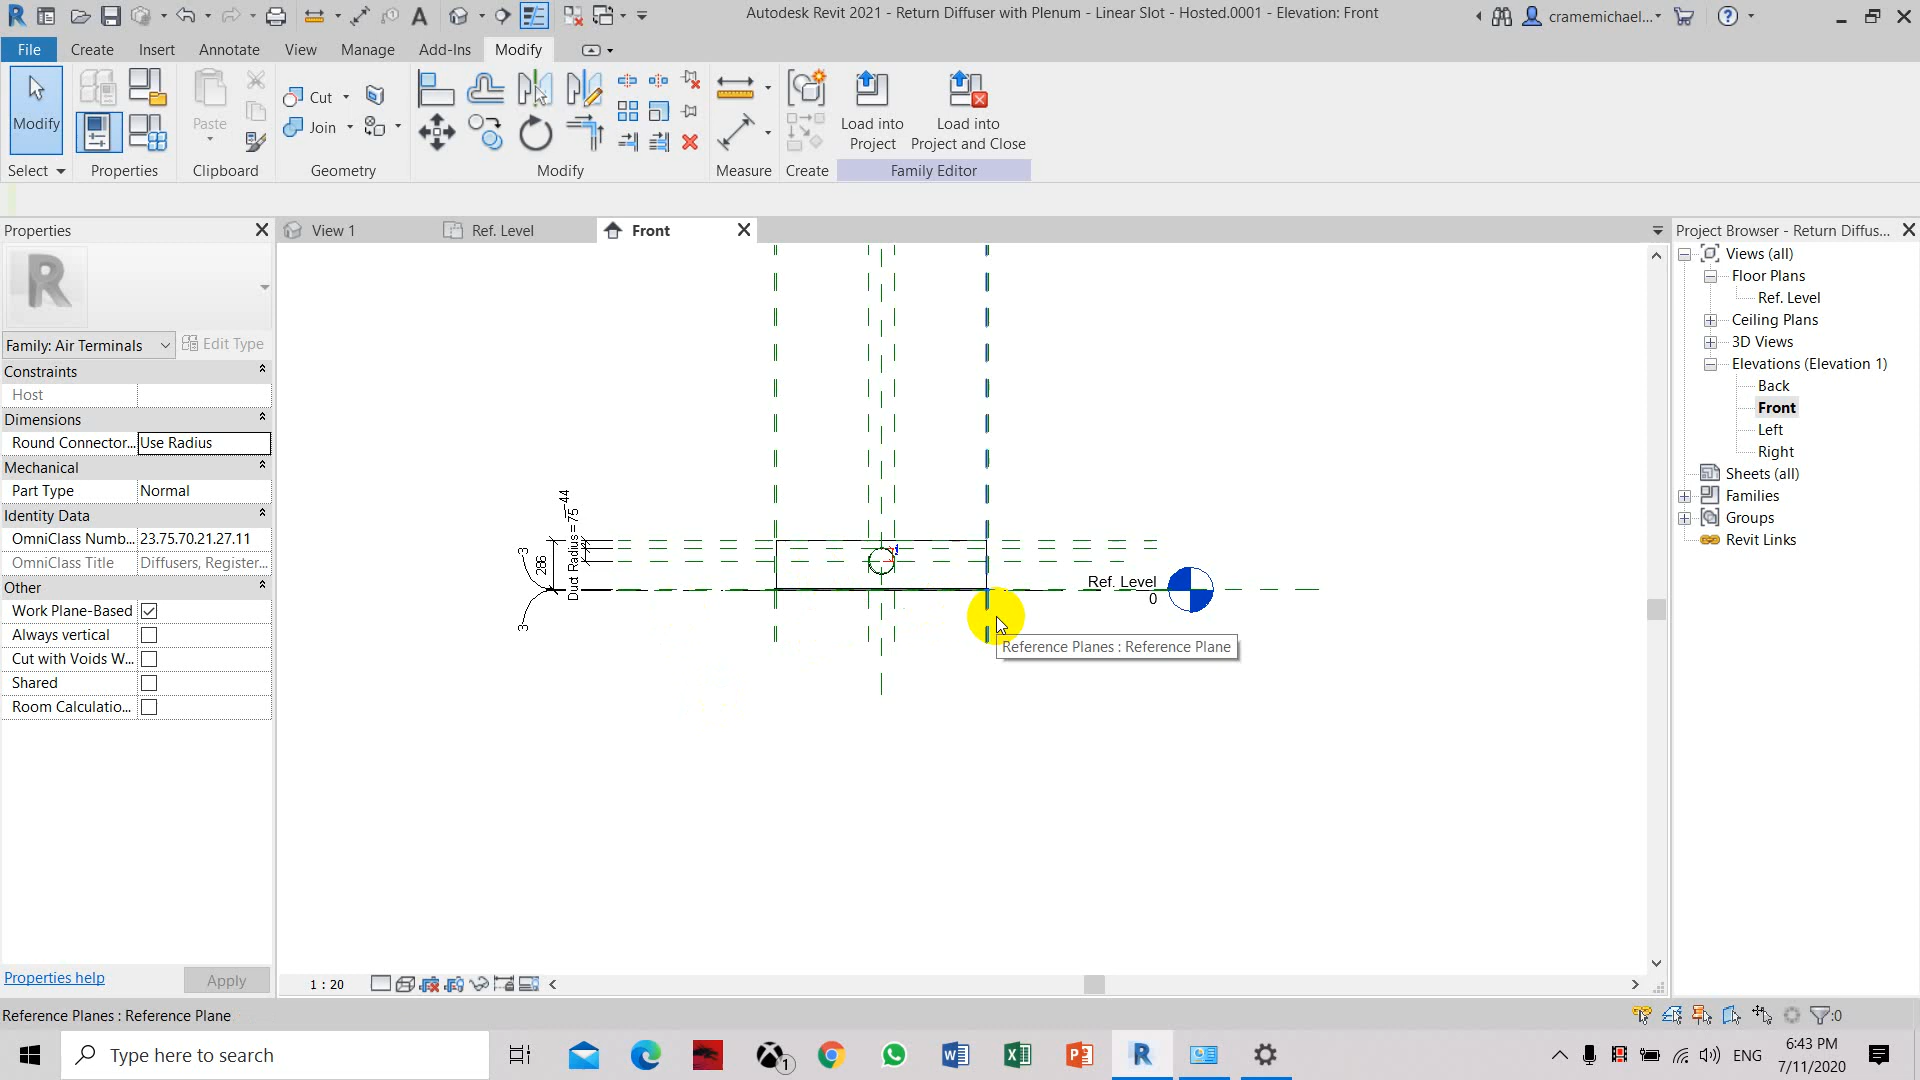 Autodesk Revit 2021 - Return Diffuser with Plenum - Linear Slot - Hosted.0001 - Elevation: Front
cramemichael...
File
Create
Insert
Annotate
View
Manage
Add-Ins
Modify
Modify
Paste
Cut
Join
Load into
Project
Load into
Project and Close
Select
Properties
Clipboard
Geometry
Modify
Measure
Create
Family Editor
Properties
View 1
Ref. Level
Front
Project Browser - Return Diffus...
Family: Air Terminals
Edit Type
Constraints
Host
Dimensions
Round Connector...
Use Radius
Mechanical
Part Type
Normal
Identity Data
OmniClass Numb...
23.75.70.21.27.11
OmniClass Title
Diffusers, Register...
Other
Work Plane-Based
Always vertical
Cut with Voids W...
Shared
Room Calculatio...
Properties help
Apply
44
Duct Radius=75
286
3
3
Ref. Level
0
Reference Planes : Reference Plane
Views (all)
Floor Plans
Ref. Level
Ceiling Plans
3D Views
Elevations (Elevation 1)
Back
Front
Left
Right
Sheets (all)
Families
Groups
Revit Links
1 : 20
Reference Planes : Reference Plane
:0
Type here to search
1
ENG
6:43 PM
7/11/2020